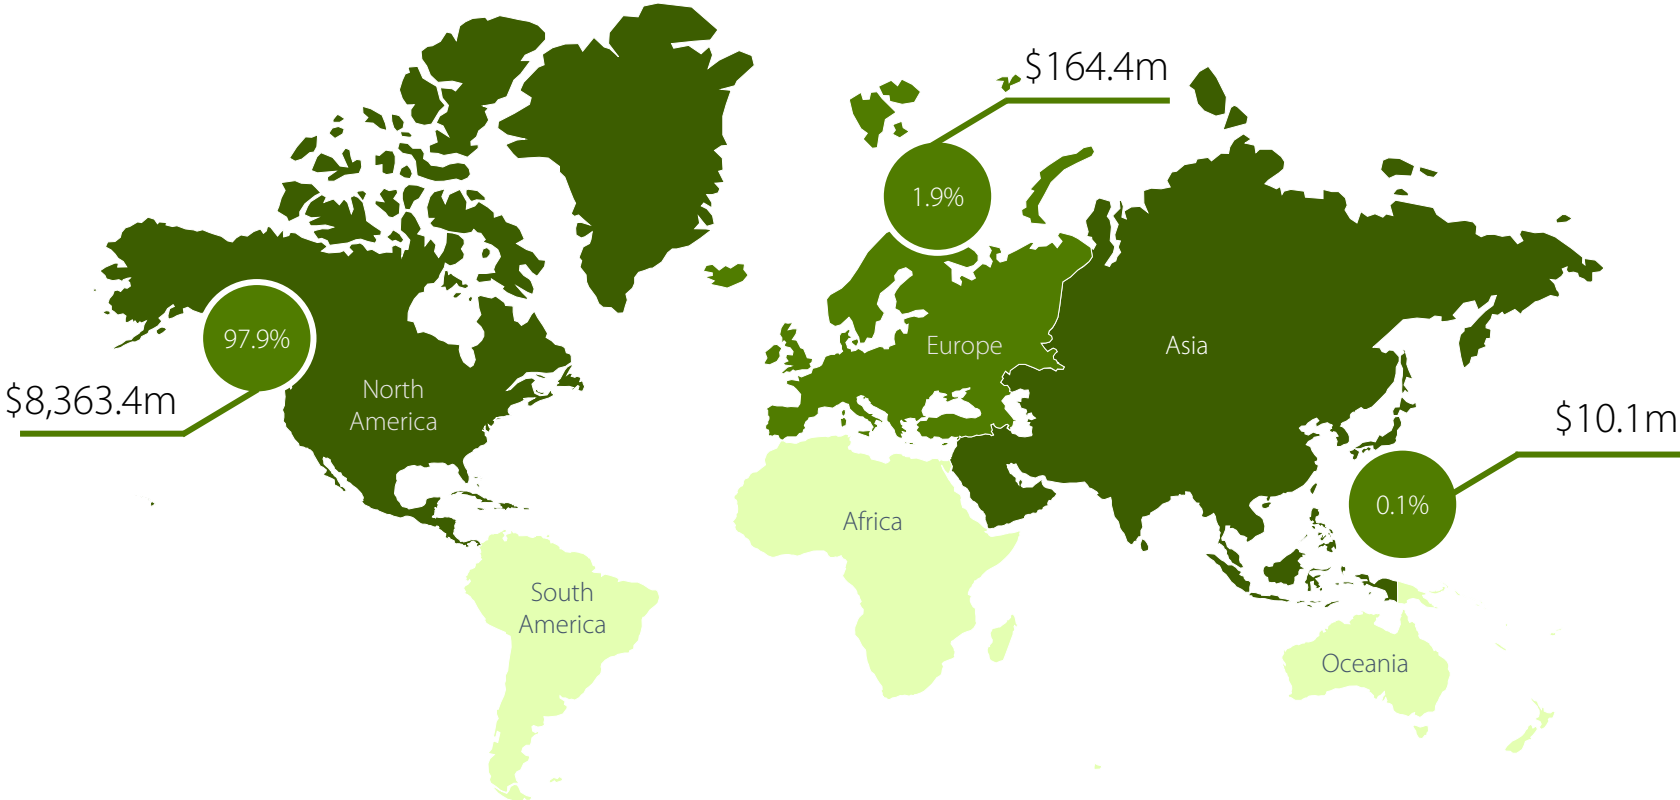 $164.4m
1.9%
97.9%
Europe
Asia
$8,363.4m
North
America
$10.1m
0.1%
Africa
South
America
Oceania